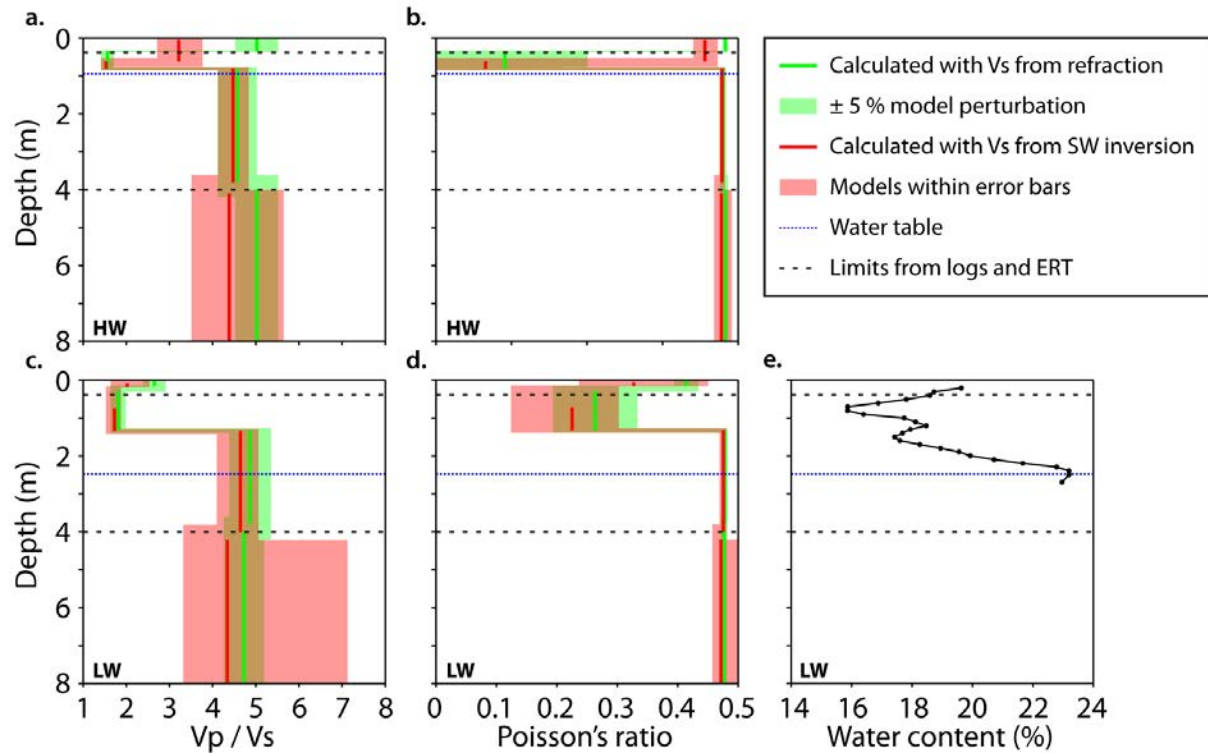 a.
b.
0
2
4
6
8
Depth (m)
HW
HW
Calculated with Vs from refraction
± 5 % model perturbation
Calculated with Vs from SW inversion
Models within error bars
Water table
Limits from logs and ERT
c.
d.
e.
0
2
4
6
8
Depth (m)
LW
LW
LW
1 2 3 4 5 6 7 8
Vp / Vs
0 0.1 0.2 0.3 0.4 0.5
Poisson's ratio
14 16 18 20 22 24
Water content (%)